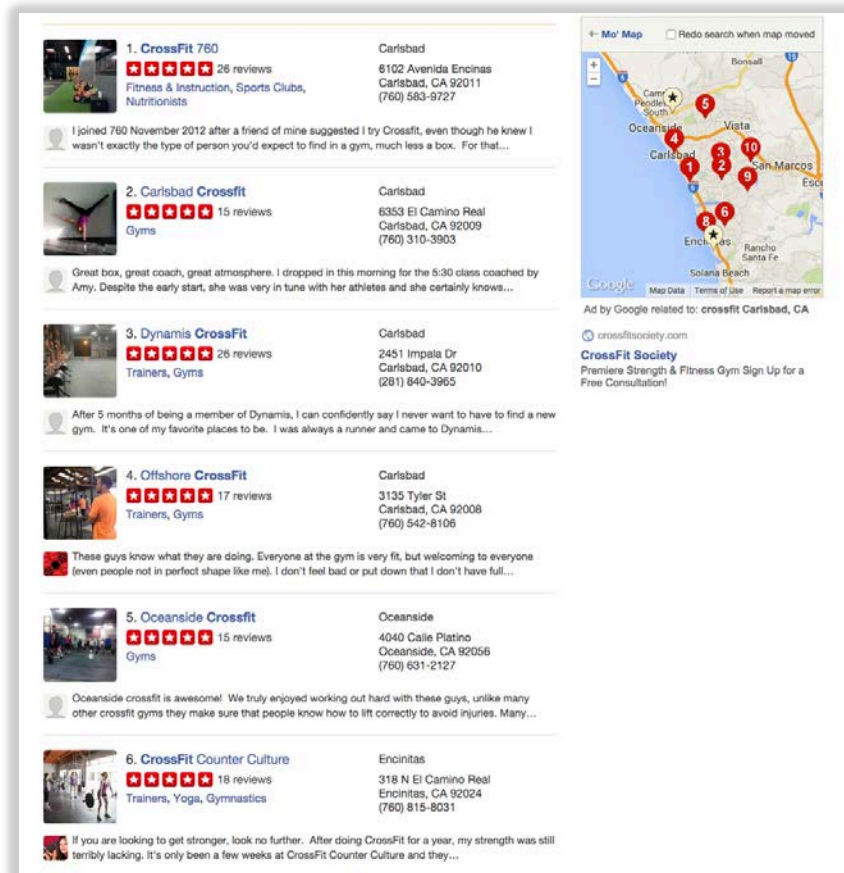 1. CrossFit 760
26 reviews
Fitness & Instruction, Sports Clubs,
Nutritionists
Carlsbad
6102 Avenida Encinas
Carlsbad, CA 92011
(760) 583-9727
I joined 760 November 2012 after a friend of mine suggested I try Crossfit, even though he knew I
wasn't exactly the type of person you'd expect to find in a gym, much less a box. For that...
2. Carlsbad Crossfit
15 reviews
Gyms
Carlsbad
6353 El Camino Real
Carlsbad, CA 92009
(760) 310-3903
Great box, great coach, great atmosphere. I dropped in this morning for the 5:30 class coached by
Amy. Despite the early start, she was very in tune with her athletes and she certainly knows...
3. Dynamis CrossFit
26 reviews
Trainers, Gyms
Carlsbad
2451 Impala Dr
Carlsbad, CA 92010
(281) 840-3965
After 5 months of being a member of Dynamis, I can confidently say I never want to have to find a new
gym. It's one of my favorite places to be. I was always a runner and came to Dynamis...
4. Offshore CrossFit
17 reviews
Trainers, Gyms
Carlsbad
3135 Tyler St
Carlsbad, CA 92008
(760) 542-8106
These guys know what they are doing. Everyone at the gym is very fit, but welcoming to everyone
(even people not in perfect shape like me). I don't feel bad or put down that I don't have full...
5. Oceanside Crossfit
15 reviews
Gyms
Oceanside
4040 Calle Platino
Oceanside, CA 92056
(760) 631-2127
Oceanside crossfit is awesome! We truly enjoyed working out hard with these guys, unlike many
other crossfit gyms they make sure that people know how to lift correctly to avoid injuries. Many...
6. CrossFit Counter Culture
18 reviews
Trainers, Yoga, Gymnastics
Encinitas
318 N El Camino Real
Encinitas, CA 92024
(760) 815-8031
If you are looking to get stronger, look no further. After doing CrossFit for a year, my strength was still
terribly lacking. It's only been a few weeks at CrossFit Counter Culture and they...
Mo' Map
Redo search when map moved
+
−
Bonsall
15
5
Camp
Pendleton
South
5
Oceanside
Vista
4
Carlsbad
3
10
1
2
San Marcos
9
5
8
6
Rancho
Santa Fe
Solana Beach
Google
Map Data
Terms of Use
Report a map error
Ad by Google related to: crossfit Carlsbad, CA
crossfitsociety.com
CrossFit Society
Premiere Strength & Fitness Gym Sign Up for a
Free Consultation!